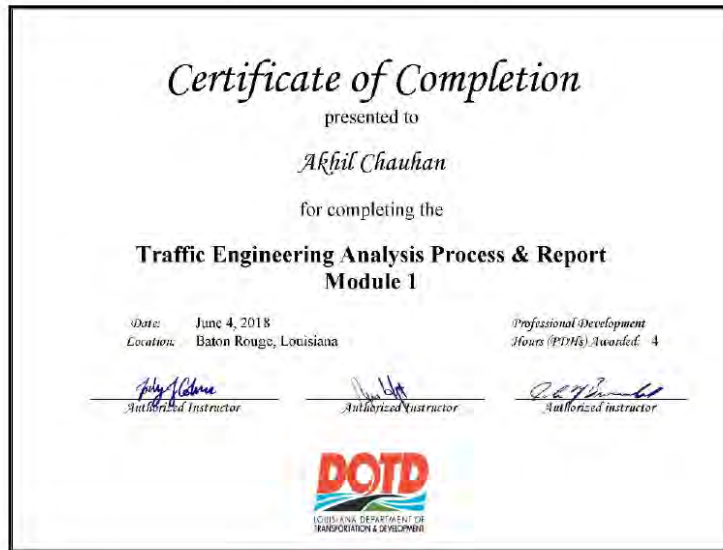 Certificate of Completion
presented to
Akhil Chauhan
for completing the
Traffic Engineering Analysis Process & Report
Module 1
Date: June 4, 2018
Location: Baton Rouge, Louisiana
Professional Development
Hours (PDHs) Awarded: 4
Authorized Instructor
Authorized Instructor
Authorized instructor
DOTD
LOUISIANA DEPARTMENT OF
TRANSPORTATION & DEVELOPMENT